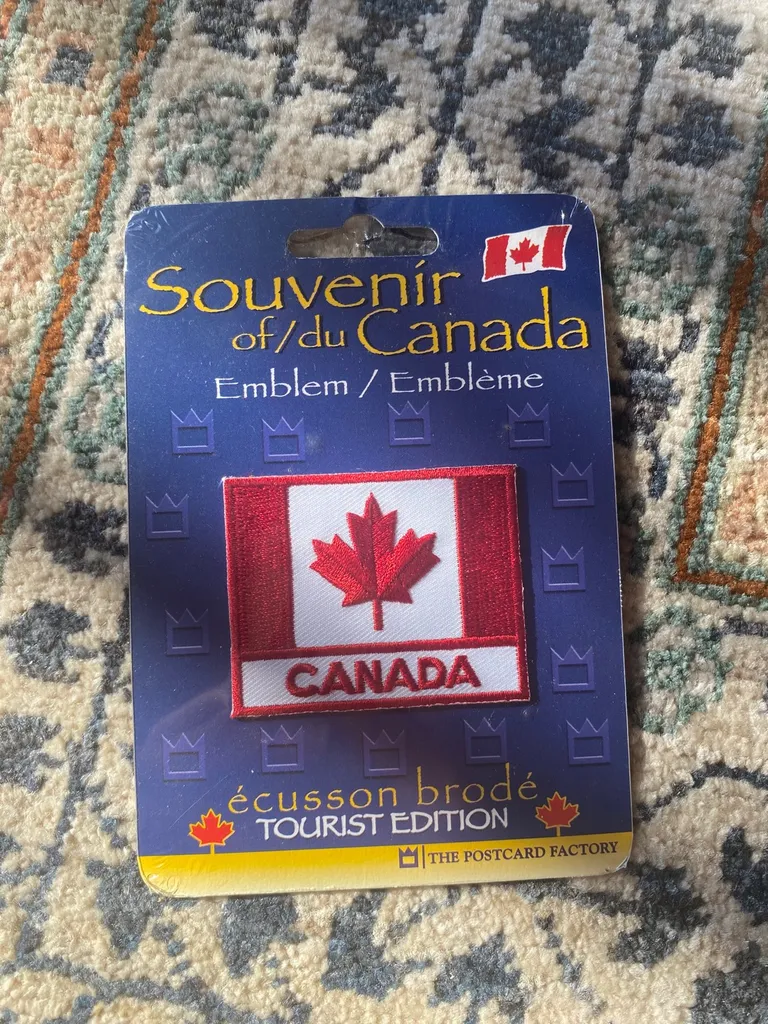 Souvenir
of/du Canada
Emblem / Emblème
CANADA
écusson brodé
TOURIST EDITION
THE POSTCARD FACTORY